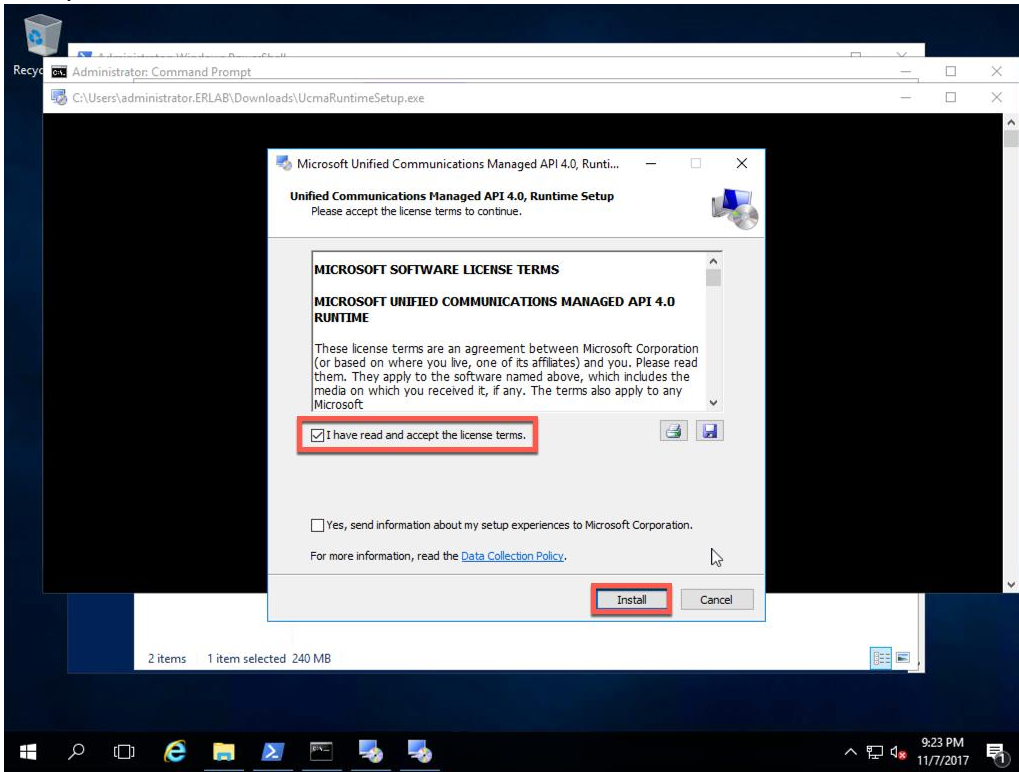 Administrator: Windows PowerShell
Recyc
Administrator: Command Prompt
C:\Users\administrator.ERLAB\Downloads\UcmaRuntimeSetup.exe
Microsoft Unified Communications Managed API 4.0, Runti...
Unified Communications Managed API 4.0, Runtime Setup
Please accept the license terms to continue.
MICROSOFT SOFTWARE LICENSE TERMS
MICROSOFT UNIFIED COMMUNICATIONS MANAGED API 4.0
RUNTIME
These license terms are an agreement between Microsoft Corporation
(or based on where you live, one of its affiliates) and you. Please read
them. They apply to the software named above, which includes the
media on which you received it, if any. The terms also apply to any
Microsoft
I have read and accept the license terms.
Yes, send information about my setup experiences to Microsoft Corporation.
For more information, read the Data Collection Policy.
Install Cancel
2 items 1 item selected 240 MB
9:23 PM
11/7/2017
1